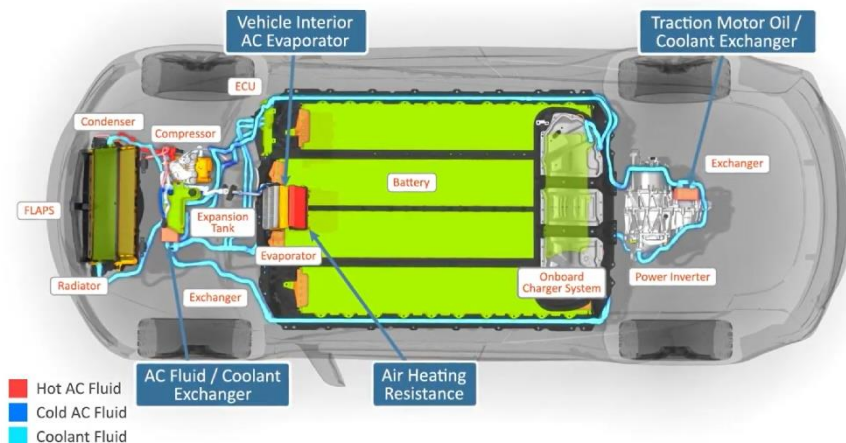 Vehicle Interior
AC Evaporator
Traction Motor Oil /
Coolant Exchanger
ECU
Condenser
Compressor
Exchanger
Battery
FLAPS
Expansion
Tank
Evaporator
Onboard
Charger System
Power Inverter
Radiator
Exchanger
AC Fluid / Coolant
Exchanger
Air Heating
Resistance
Hot AC Fluid
Cold AC Fluid
Coolant Fluid